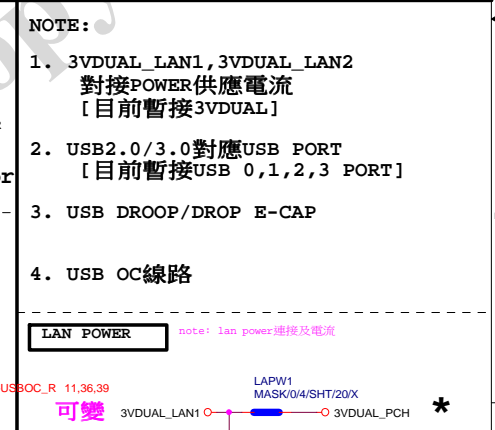 NOTE:
1. 3VDUAL_LAN1,3VDUAL_LAN2
對接POWER供應電流
[目前暫接3VDUAL]
2. USB2.0/3.0對應USB PORT
[目前暫接USB 0,1,2,3 PORT]
3. USB DROOP/DROP E-CAP
4. USB OC線路
LAN POWER
note: lan power連接及電流
USBOC_R 11,36,39
可變
LAPW1
MASK/0/4/SHT/20/X
3VDUAL_LAN1
3VDUAL_PCH
*